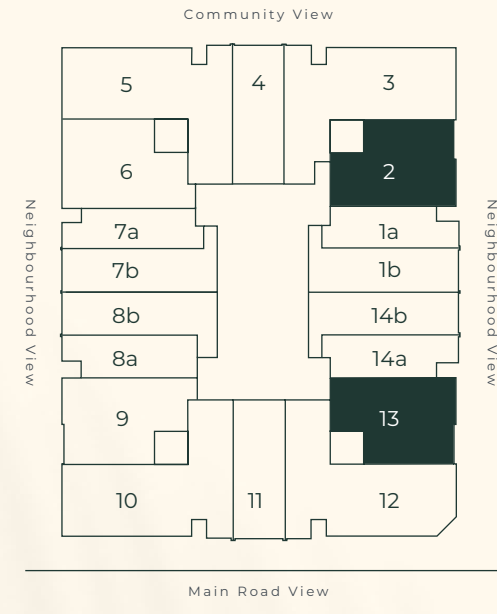 Community View
5
4
3
6
2
7a
1a
7b
1b
8b
14b
8a
14a
9
13
10
11
12
Neighbourhood View
Neighbourhood View
Main Road View